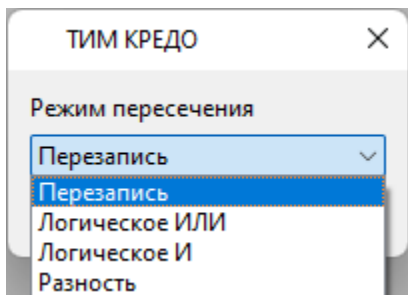 ТИМ КРЕДО
Режим пересечения
Перезапись
Перезапись
Логическое ИЛИ
Логическое И
Разность